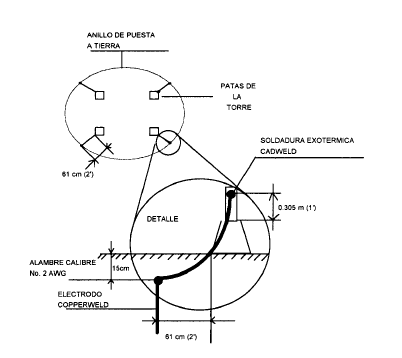 ANILLO DE PUESTA
A TIERRA
PATAS DE
LA
TORRE
SOLDADURA EXOTERMICA
CADWELD
61 cm (2')
0.305 m (1')
DETALLE
ALAMBRE CALIBRE
No. 2 AWG
15cm
ELECTRODO
COPPERWELD
61 cm (2')